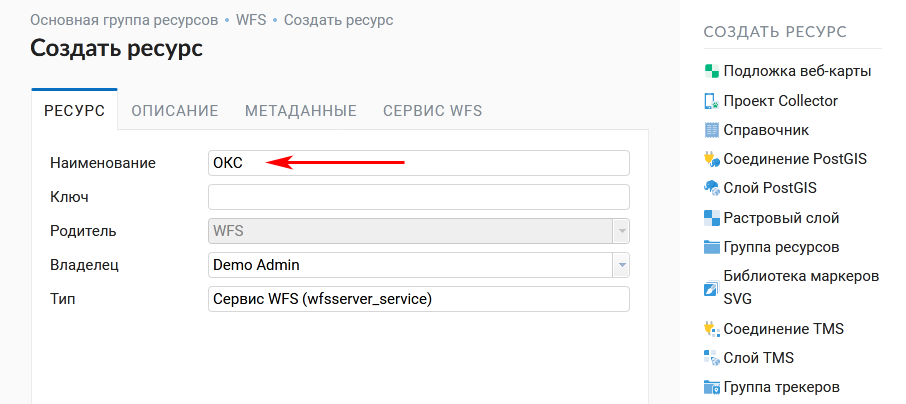 Основная группа ресурсов • WFS • Создать ресурс
Создать ресурс
РЕСУРС ОПИСАНИЕ МЕТАДАННЫЕ СЕРВИС WFS
Наименование ОКС
Ключ
Родитель WFS
Владелец Demo Admin
Тип Сервис WFS (wfsserver_service)
СОЗДАТЬ РЕСУРС
Подложка веб-карты
Проект Collector
Справочник
Соединение PostGIS
Слой PostGIS
Растровый слой
Группа ресурсов
Библиотека маркеров
SVG
Соединение TMS
Слой TMS
Группа трекеров